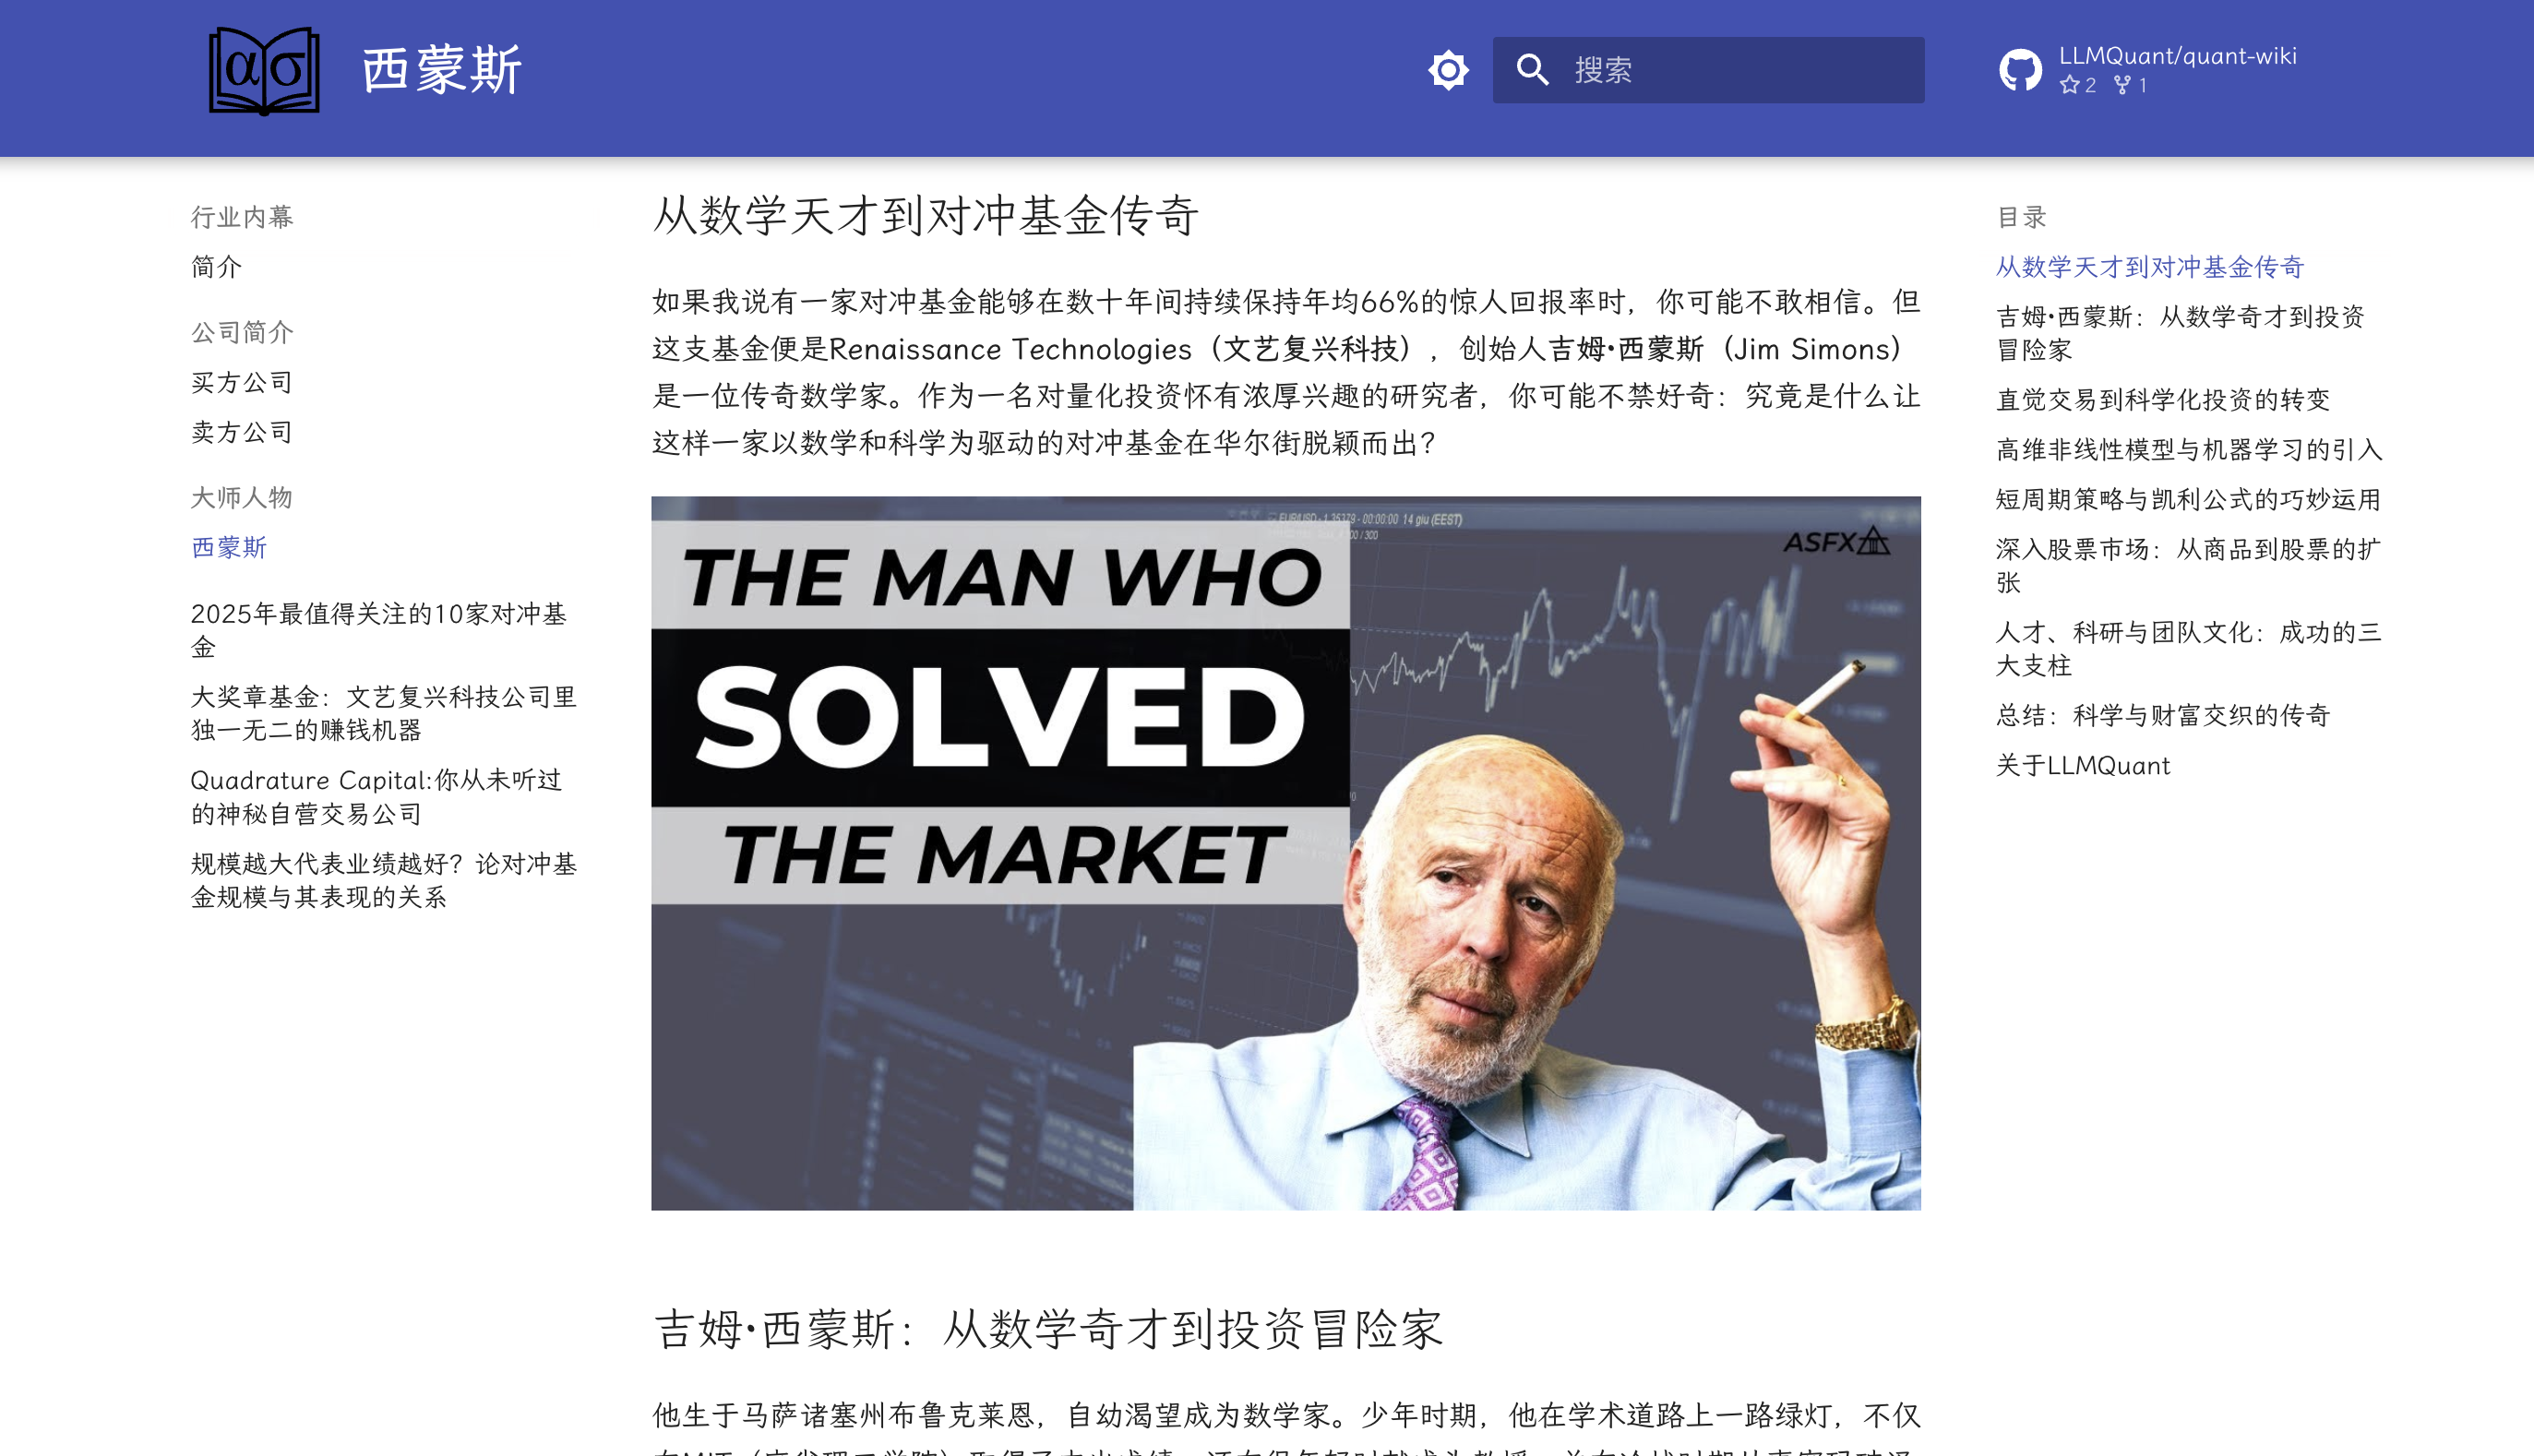 ασ
西蒙斯
搜索
LLMQuant/quant-wiki
2 1
行业内幕
简介
公司简介
买方公司
卖方公司
大师人物
西蒙斯
2025年最值得关注的10家对冲基
金
大奖章基金：文艺复兴科技公司里
独一无二的赚钱机器
Quadrature Capital:你从未听过
的神秘自营交易公司
规模越大代表业绩越好？论对冲基
金规模与其表现的关系
从数学天才到对冲基金传奇
如果我说有一家对冲基金能够在数十年间持续保持年均66%的惊人回报率时，你可能不敢相信。但
这支基金便是Renaissance Technologies（文艺复兴科技），创始人吉姆•西蒙斯（Jim Simons）
是一位传奇数学家。作为一名对量化投资怀有浓厚兴趣的研究者，你可能不禁好奇：究竟是什么让
这样一家以数学和科学为驱动的对冲基金在华尔街脱颖而出？
EUR/USD - 1.35379 - 00:00:00 14 giu (EEST)
ASFX
THE MAN WHO
SOLVED
THE MARKET
吉姆•西蒙斯：从数学奇才到投资冒险家
他生于马萨诸塞州布鲁克莱恩，自幼渴望成为数学家。少年时期，他在学术道路上一路绿灯，不仅
目录
从数学天才到对冲基金传奇
吉姆•西蒙斯：从数学奇才到投资
冒险家
直觉交易到科学化投资的转变
高维非线性模型与机器学习的引入
短周期策略与凯利公式的巧妙运用
深入股票市场：从商品到股票的扩
张
人才、科研与团队文化：成功的三
大支柱
总结：科学与财富交织的传奇
关于LLMQuant